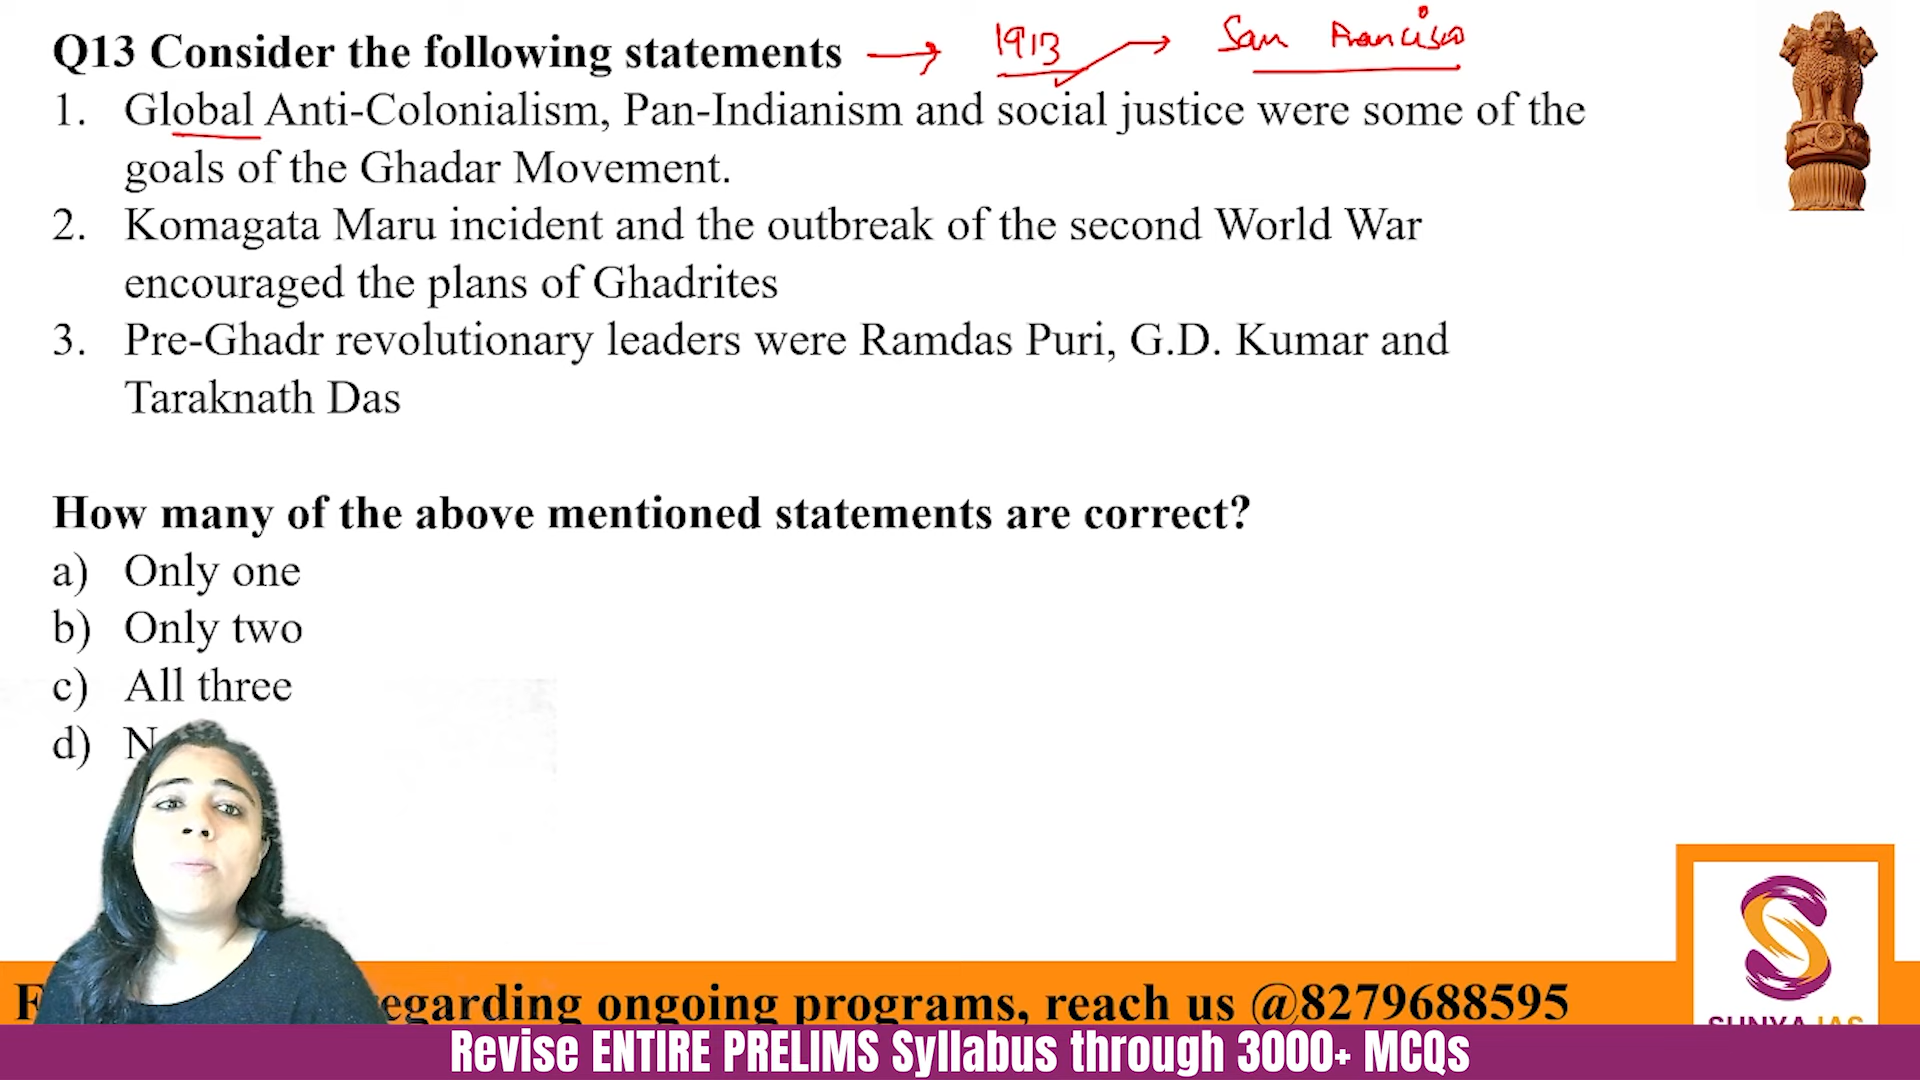 Q13 Consider the following statements → 1913 → San Francisco
1. Global Anti-Colonialism, Pan-Indianism and social justice were some of the
goals of the Ghadar Movement.
2. Komagata Maru incident and the outbreak of the second World War
encouraged the plans of Ghadrites
3. Pre-Ghadr revolutionary leaders were Ramdas Puri, G.D. Kumar and
Taraknath Das
How many of the above mentioned statements are correct?
a) Only one
b) Only two
c) All three
d) N
egarding ongoing programs, reach us @8279688595
SUNYA IAS
Revise ENTIRE PRELIMS Syllabus through 3000+ MCQs